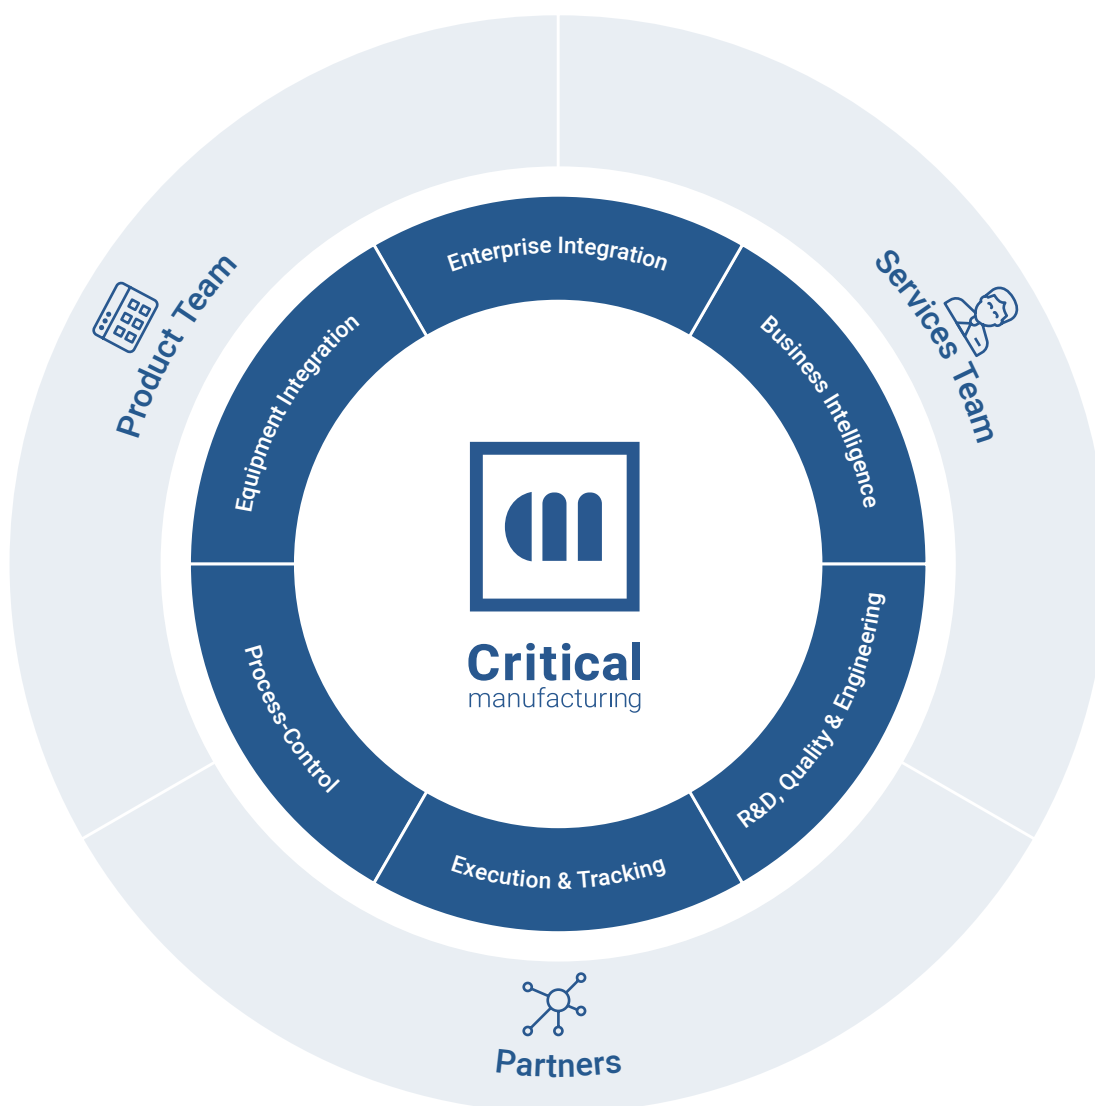 Product Team
Services Team
Enterprise Integration
Equipment Integration
Business Intelligence
Critical
manufacturing
Process-Control
R&D, Quality & Engineering
Execution & Tracking
Partners